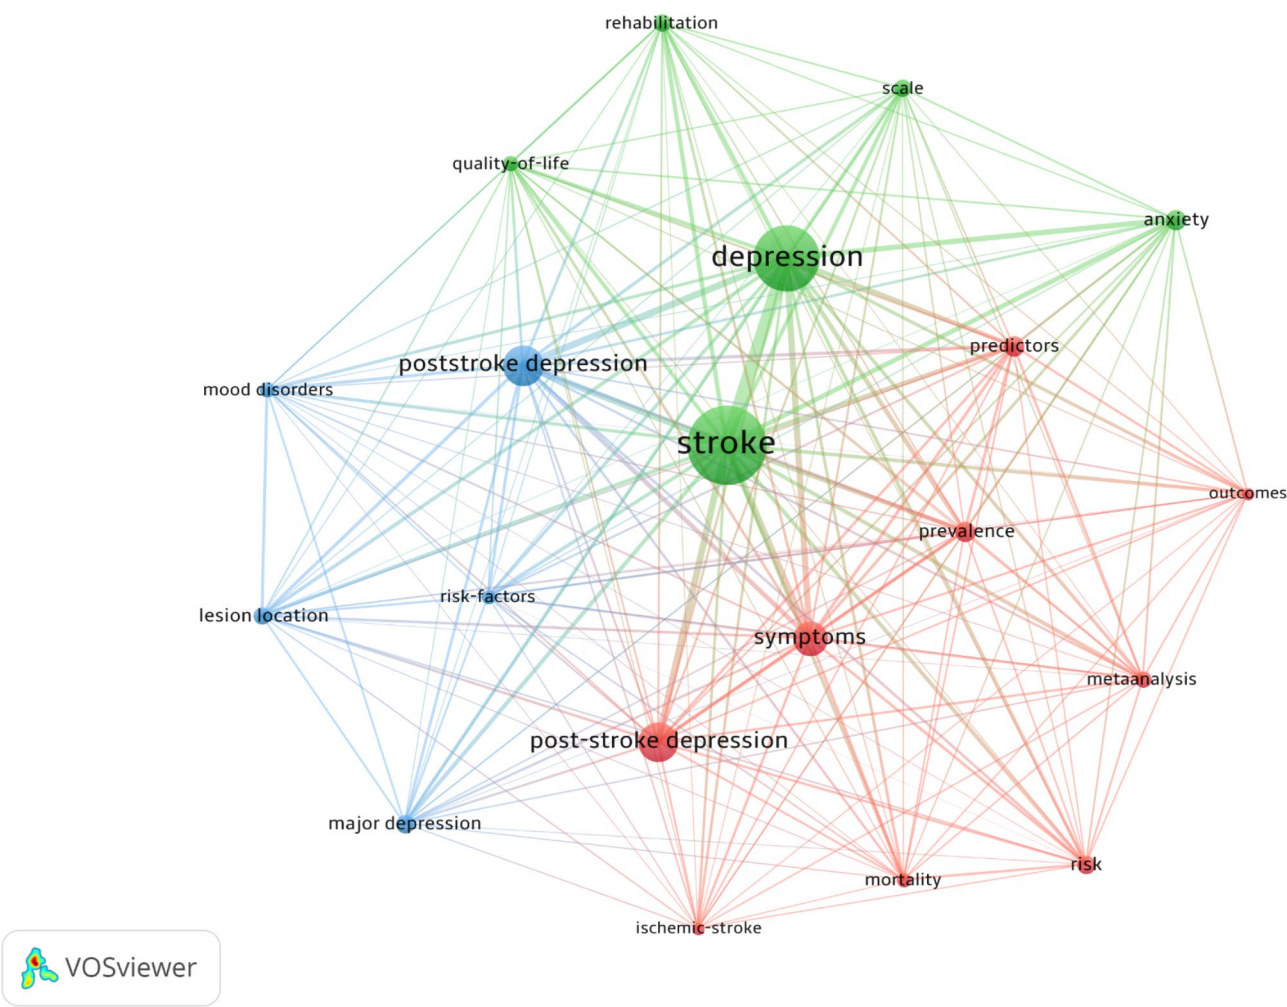 rehabilitation
scale
quality-of-life
anxiety
depression
predictors
poststroke depression
mood disorders
stroke
outcomes
prevalence
risk-factors
lesion location
symptoms
metaanalysis
post-stroke depression
major depression
risk
mortality
ischemic-stroke
VOSviewer